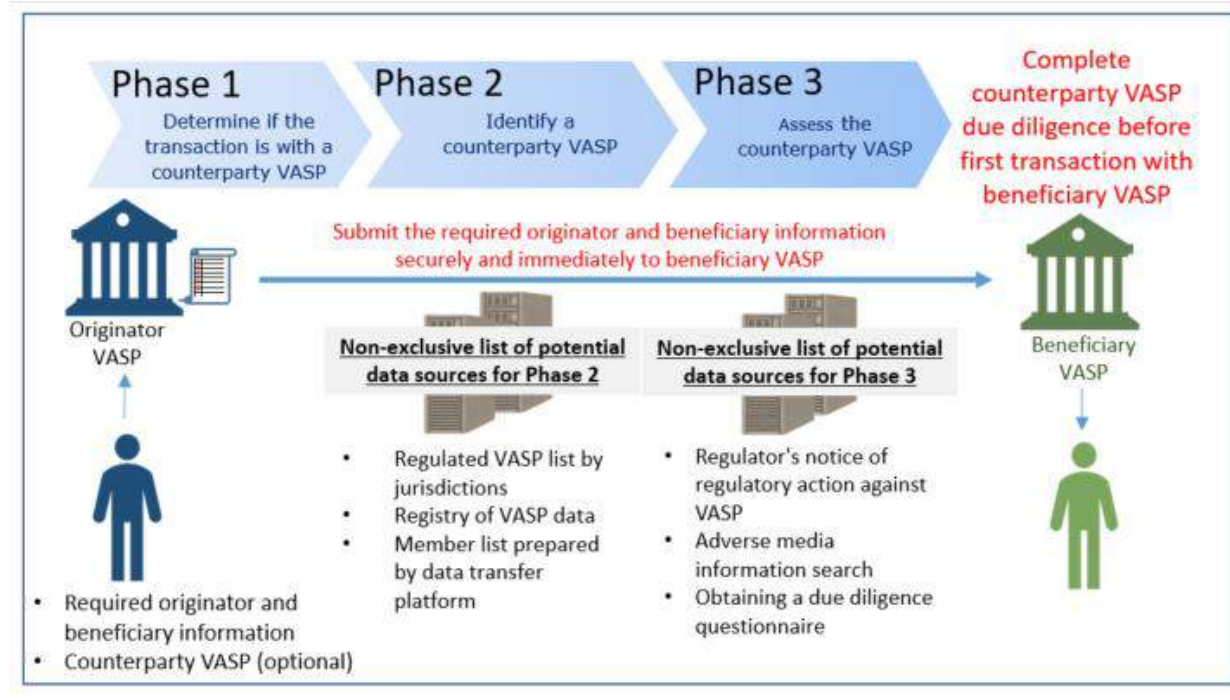 Phase 1
Determine if the
transaction is with a
counterparty VASP
Phase 2
Identify a
counterparty VASP
Phase 3
Assess the
counterparty VASP
Complete
counterparty VASP
due diligence before
first transaction with
beneficiary VASP
Submit the required originator and beneficiary information
securely and immediately to beneficiary VASP
Originator
VASP
Beneficiary
VASP
Non-exclusive list of potential
data sources for Phase 2
• Regulated VASP list by
jurisdictions
• Registry of VASP data
• Member list prepared
by data transfer
platform
Non-exclusive list of potential
data sources for Phase 3
• Regulator's notice of
regulatory action against
VASP
• Adverse media
information search
• Obtaining a due diligence
questionnaire
• Required originator and
beneficiary information
• Counterparty VASP (optional)